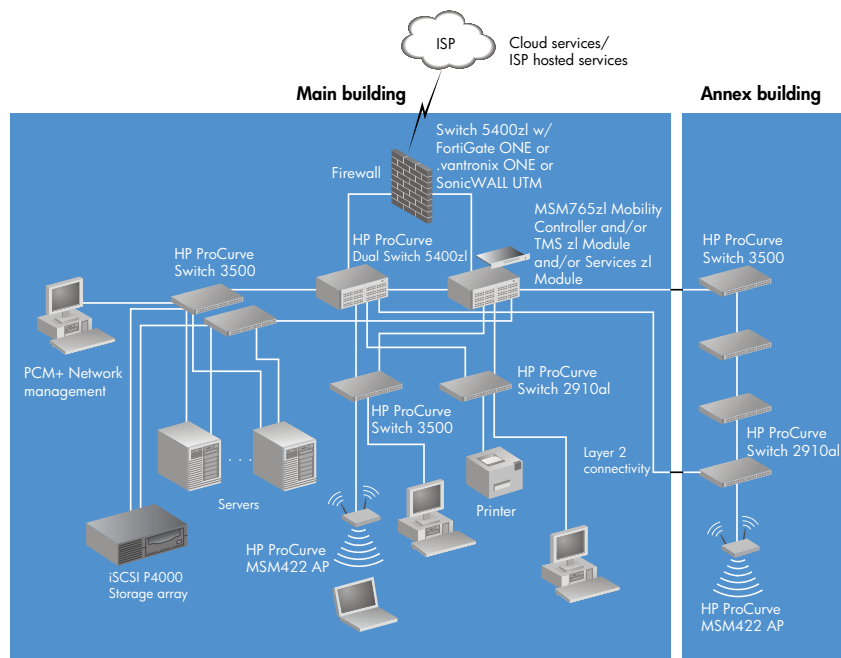 ISP
Cloud services/
ISP hosted services
Main building
Annex building
Switch 5400zl w/
FortiGate ONE or
.vantronix ONE or
SonicWALL UTM
Firewall
MSM765zl Mobility
Controller and/or
TMS zl Module
and/or Services zl
Module
HP ProCurve
Dual Switch 5400zl
HP ProCurve
Switch 3500
HP ProCurve
Switch 3500
PCM+ Network
management
HP ProCurve
Switch 2910al
HP ProCurve
Switch 3500
HP ProCurve
Switch 2910al
Layer 2
connectivity
. . .
Servers
Printer
HP ProCurve
MSM422 AP
iSCSI P4000
Storage array
HP ProCurve
MSM422 AP